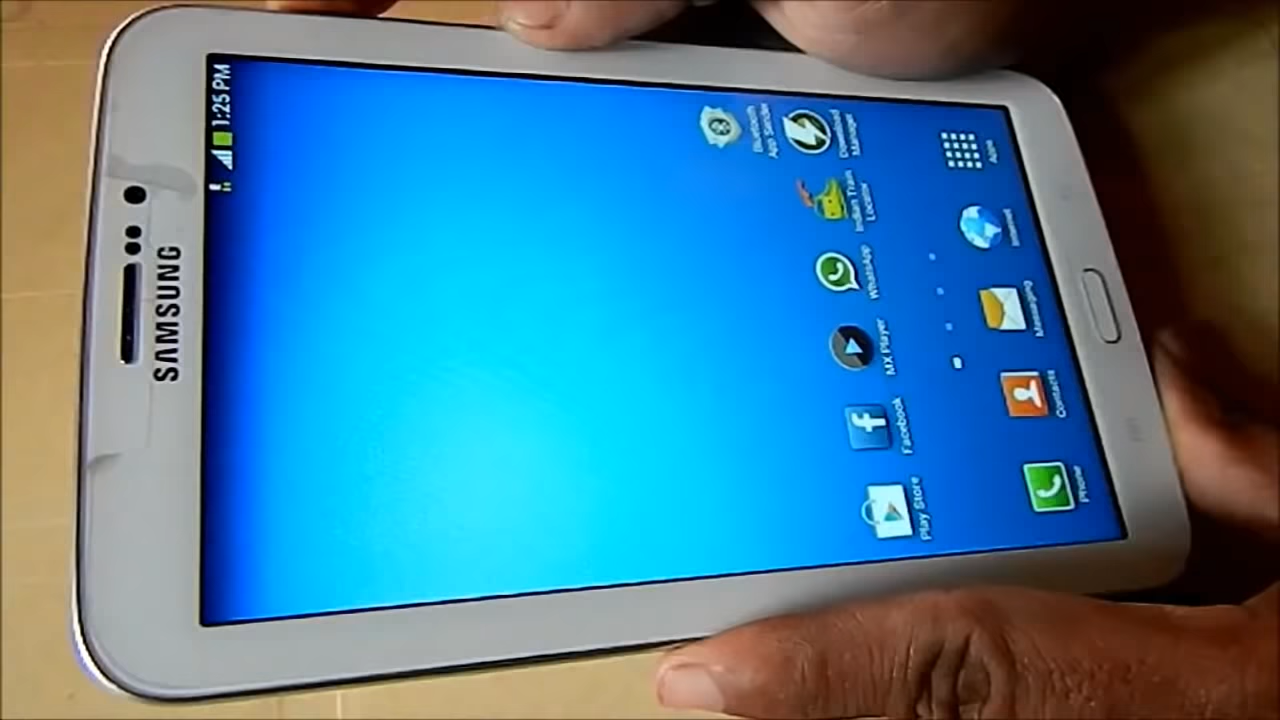 1:25 PM
SAMSUNG
Bluetooth
App Sender
Play Store
Facebook
MX Player
WhatsApp
Indian Train
Locator
Download
Manager
Phone
Contacts
Messaging
Internet
Apps